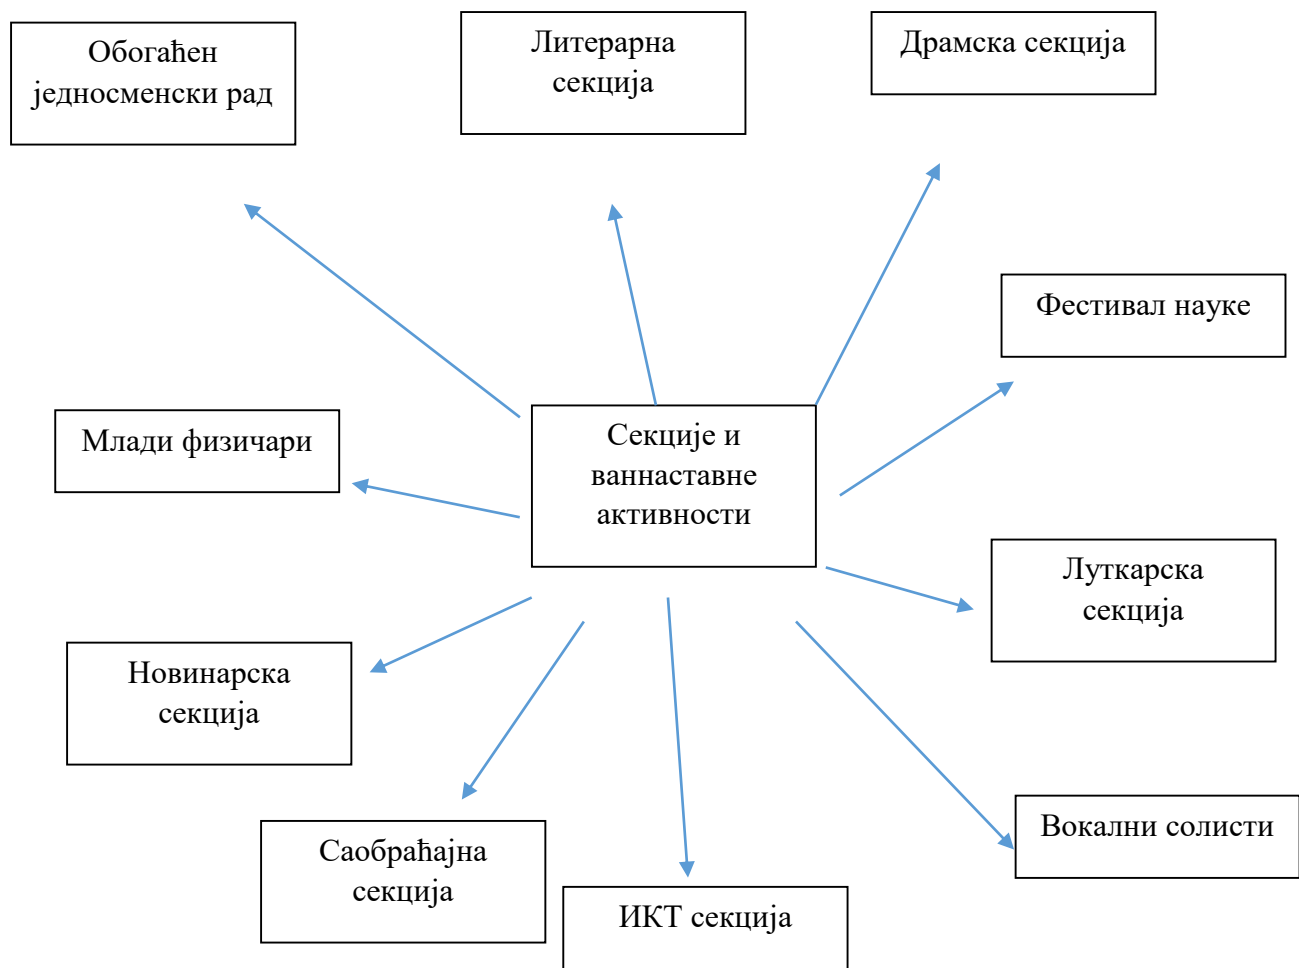 Обогаћен
једносменски рад
Литерарна
секција
Драмска секција
Фестивал науке
Млади физичари
Секције и
ваннаставне
активности
Луткарска
секција
Новинарска
секција
Вокални солисти
Саобраћајна
секција
ИКТ секција